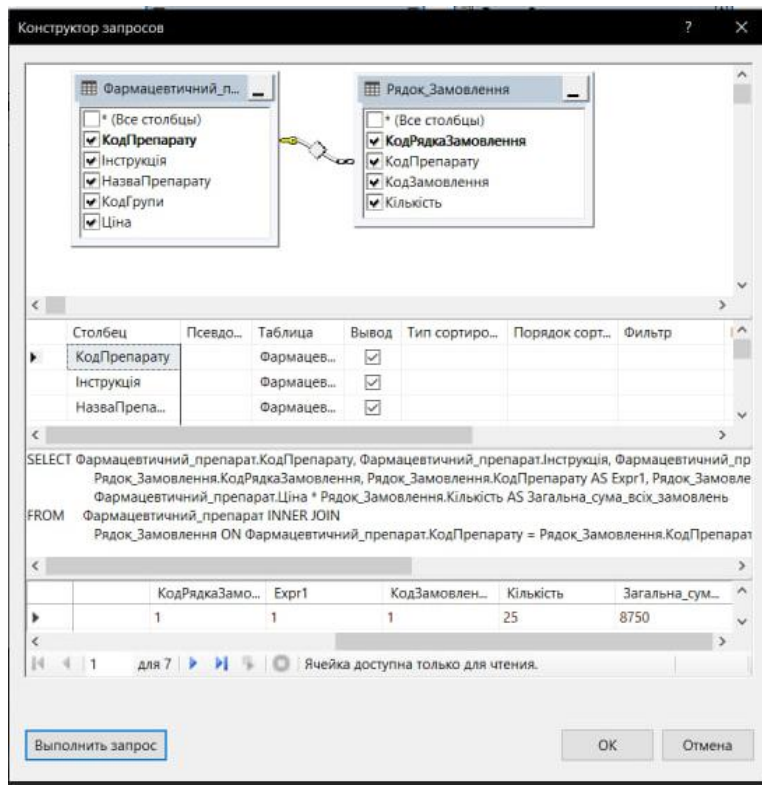 Конструктор запросов ? ×
Фармацевтичний_п...
* (Все столбцы)
КодПрепарату
Інструкція
НазваПрепарату
КодГрупи
Ціна
Рядок_Замовлення
* (Все столбцы)
КодРядкаЗамовлення
КодПрепарату
КодЗамовлення
Кількість
Столбец Псевдо... Таблица Вывод Тип сортиро... Порядок сорт... Фильтр
КодПрепарату Фармацев...
Інструкція Фармацев...
НазваПрепа... Фармацев...
SELECT Фармацевтичний_препарат.КодПрепарату, Фармацевтичний_препарат.Інструкція, Фармацевтичний_пр
Рядок_Замовлення.КодРядкаЗамовлення, Рядок_Замовлення.КодПрепарату AS Expr1, Рядок_Замовле
Фармацевтичний_препарат.Ціна * Рядок_Замовлення.Кількість AS Загальна_сума_всіх_замовлень
FROM Фармацевтичний_препарат INNER JOIN
Рядок_Замовлення ON Фармацевтичний_препарат.КодПрепарату = Рядок_Замовлення.КодПрепарат
КодРядкаЗамо... Expr1 КодЗамовлен... Кількість Загальна_сум...
1 1 1 25 8750
1 для 7 Ячейка доступна только для чтения.
Выполнить запрос ОК Отмена